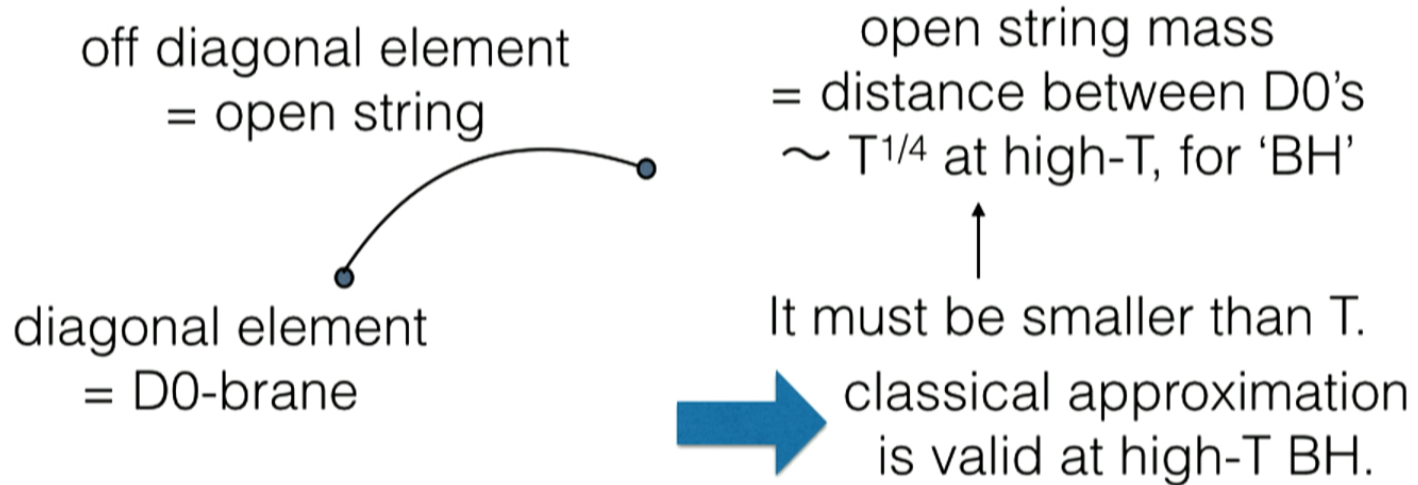 off diagonal element
= open string
diagonal element
= D0-brane
open string mass
= distance between D0’s
～ T1/4 at high-T, for ‘BH’
It must be smaller than T.
classical approximation
is valid at high-T BH.